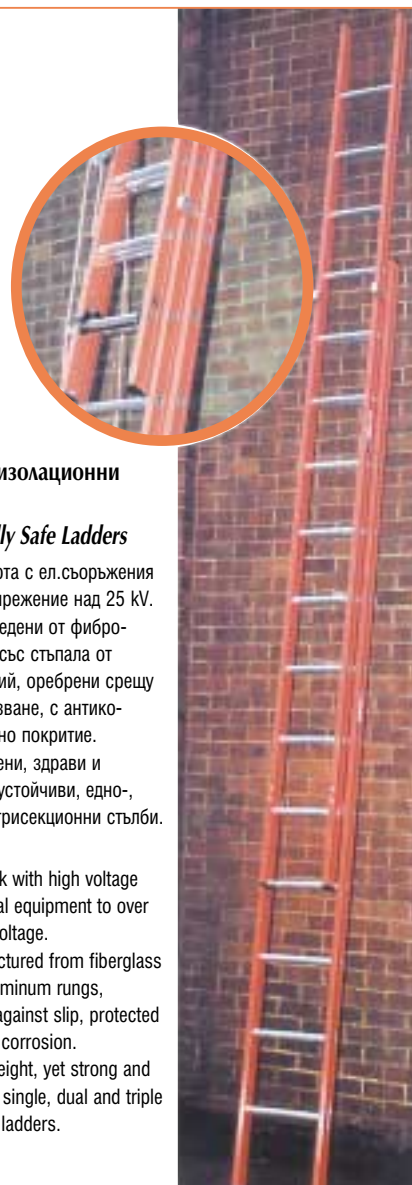 изолационни
lly Safe Ladders
ота с ел.съоръжения
прежение над 25 kV.
едени от фибро-
със стъпала от
ий, оребрени срещу
зване, с антико-
но покритие.
ени, здрави и
устойчиви, едно-,
трисекционни стълби.
k with high voltage
al equipment to over
oltage.
ctured from fiberglass
minum rungs,
against slip, protected
corrosion.
eight, yet strong and
single, dual and triple
ladders.